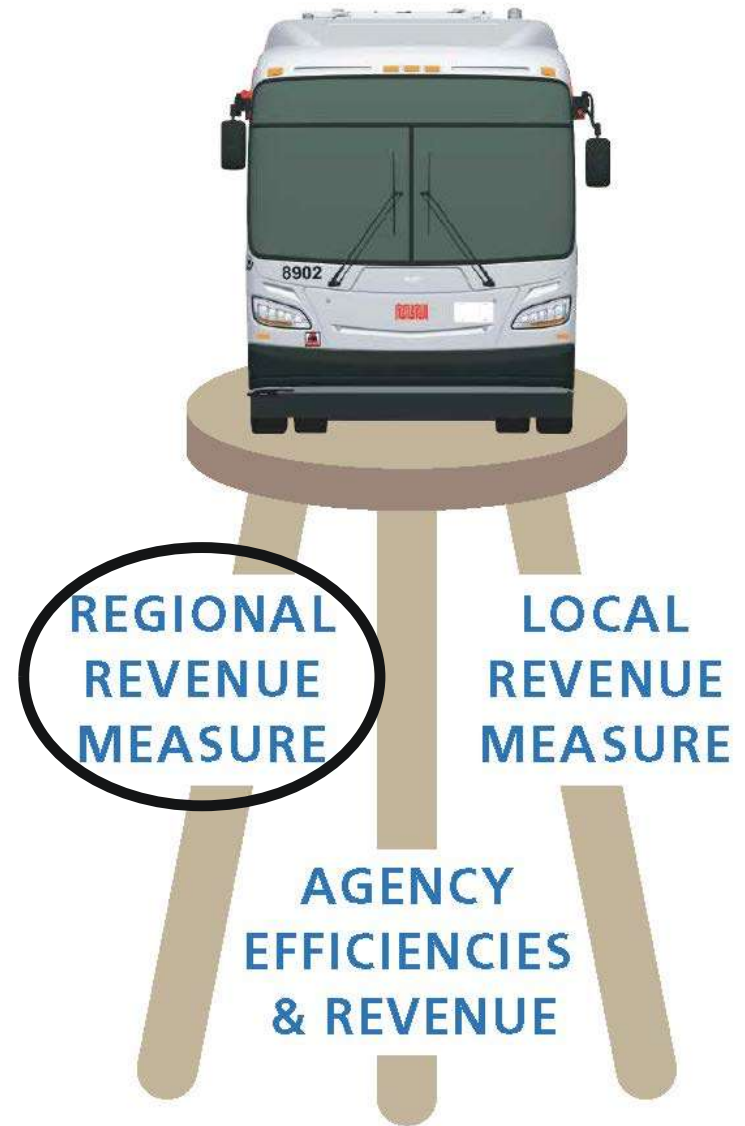 8902
REGIONAL
REVENUE
MEASURE
LOCAL
REVENUE
MEASURE
AGENCY
EFFICIENCIES
& REVENUE